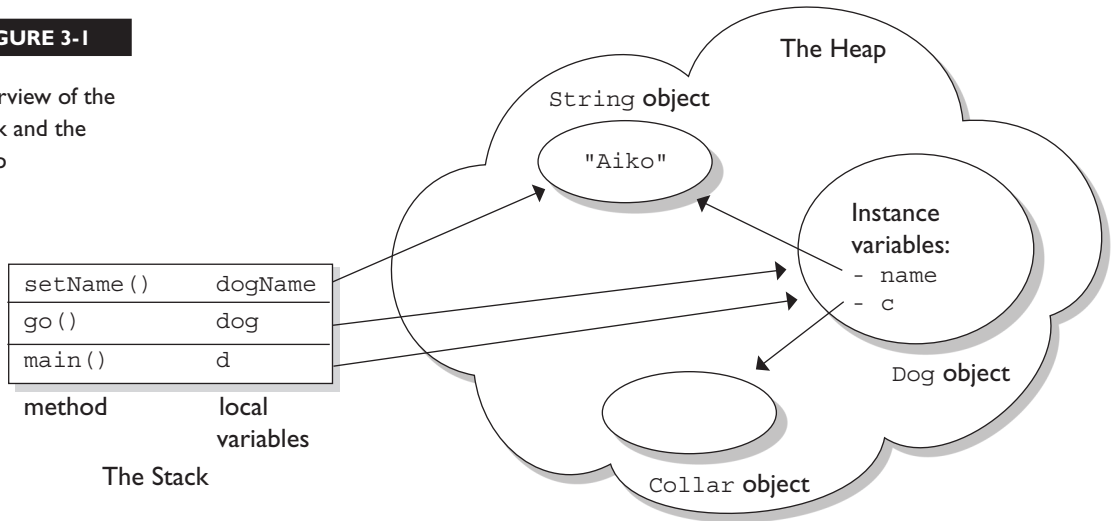 GURE 3-1
rview of the
k and the
The Heap
String object
"Aiko"
Instance
variables:
- name
- c
Dog object
Collar object
setName() dogName
go() dog
main() d
method local
variables
The Stack